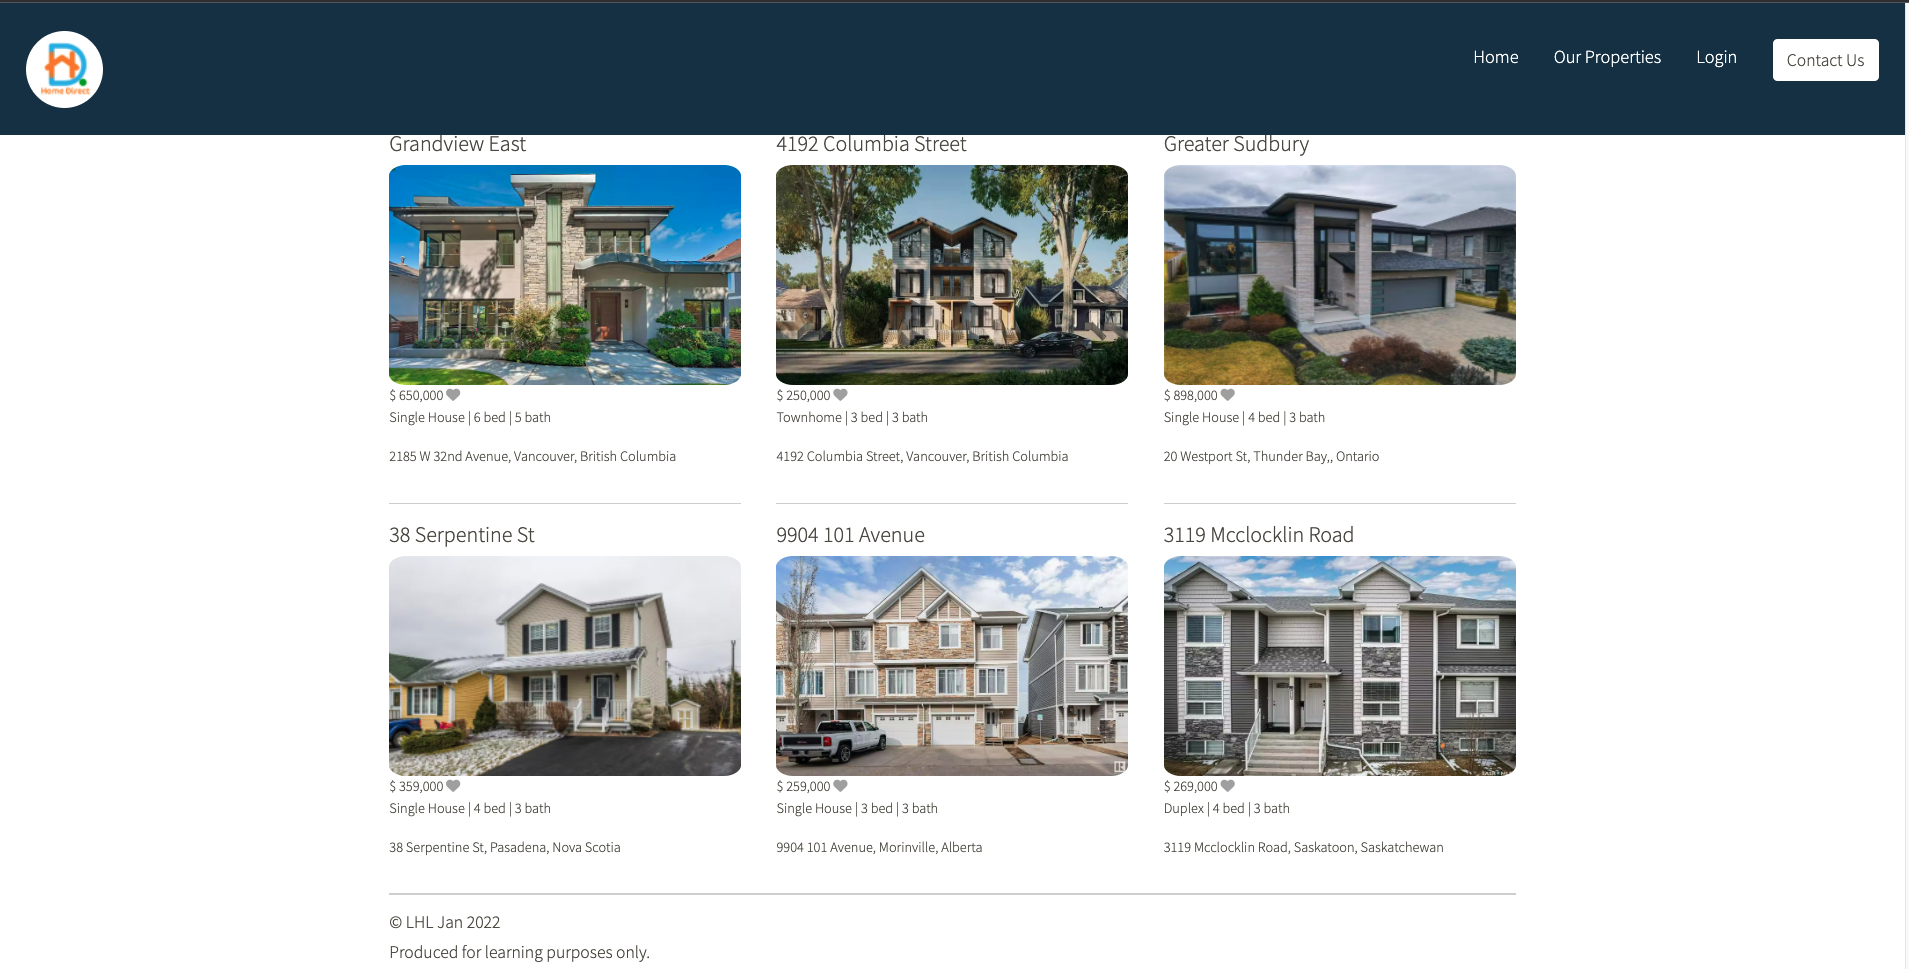 Home Direct
Home
Our Properties
Login
Contact Us
Grandview East
4192 Columbia Street
Greater Sudbury
$ 650,000
Single House | 6 bed | 5 bath
2185 W 32nd Avenue, Vancouver, British Columbia
$ 250,000
Townhome | 3 bed | 3 bath
4192 Columbia Street, Vancouver, British Columbia
$ 898,000
Single House | 4 bed | 3 bath
20 Westport St, Thunder Bay,, Ontario
38 Serpentine St
9904 101 Avenue
3119 Mcclocklin Road
$ 359,000
Single House | 4 bed | 3 bath
38 Serpentine St, Pasadena, Nova Scotia
$ 259,000
Single House | 3 bed | 3 bath
9904 101 Avenue, Morinville, Alberta
$ 269,000
Duplex | 4 bed | 3 bath
3119 Mcclocklin Road, Saskatoon, Saskatchewan
© LHL Jan 2022
Produced for learning purposes only.